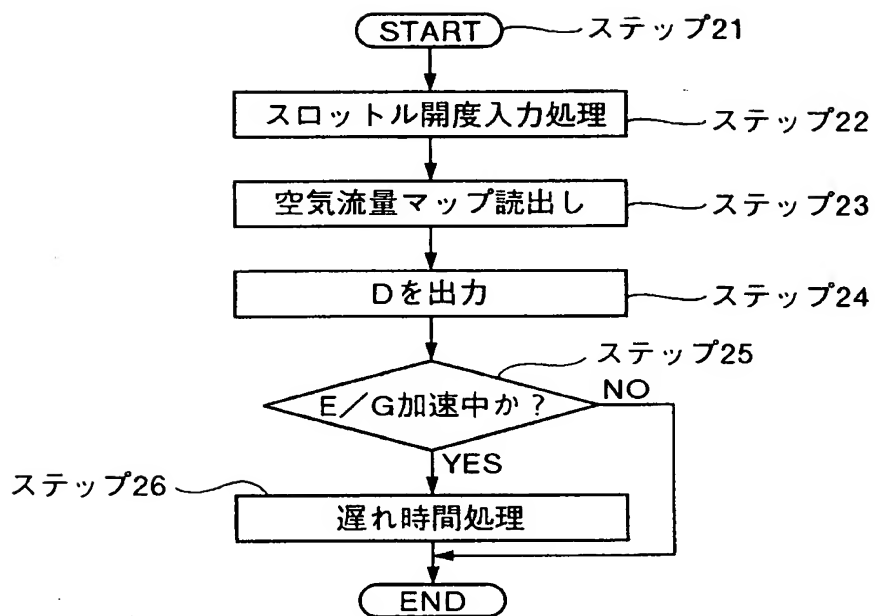 START
ステップ21
スロットル開度入力処理
ステップ22
空気流量マップ読出し
ステップ23
Dを出力
ステップ24
ステップ25
E／G加速中か？
NO
YES
ステップ26
遅れ時間処理
END